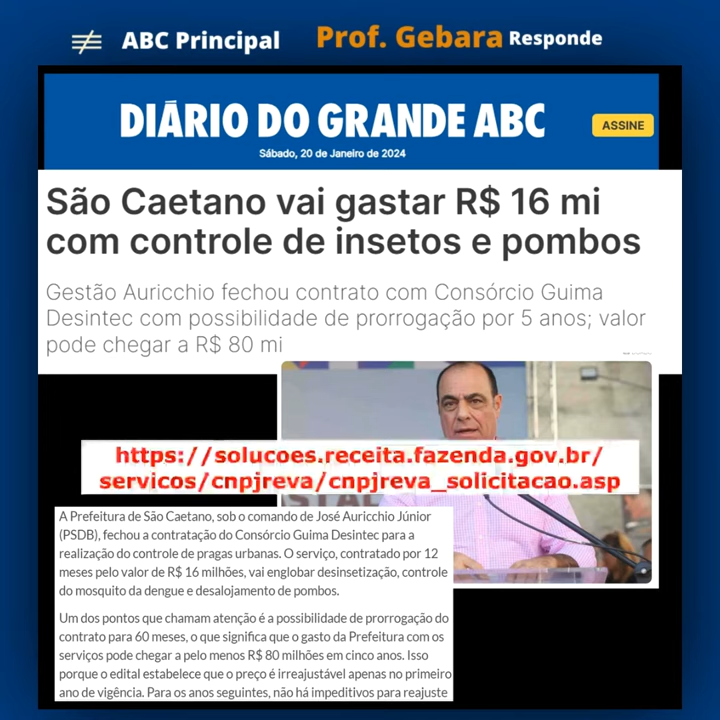 ABC Principal Prof. Gebara Responde
DIÁRIO DO GRANDE ABC
ASSINE
Sábado, 20 de Janeiro de 2024
São Caetano vai gastar R$ 16 mi
com controle de insetos e pombos
Gestão Auricchio fechou contrato com Consórcio Guima
Desintec com possibilidade de prorrogação por 5 anos; valor
pode chegar a R$ 80 mi
https://solucoes.receita.fazenda.gov.br/
servicos/cnpjreva/cnpjreva_solicitacao.asp
A Prefeitura de São Caetano, sob o comando de José Auricchio Júnior
(PSDB), fechou a contratação do Consórcio Guima Desintec para a
realização do controle de pragas urbanas. O serviço, contratado por 12
meses pelo valor de R$ 16 milhões, vai englobar desinsetização, controle
do mosquito da dengue e desalojamento de pombos.
Um dos pontos que chamam atenção é a possibilidade de prorrogação do
contrato para 60 meses, o que significa que o gasto da Prefeitura com os
serviços pode chegar a pelo menos R$ 80 milhões em cinco anos. Isso
porque o edital estabelece que o preço é irreajustável apenas no primeiro
ano de vigência. Para os anos seguintes, não há impeditivos para reajuste